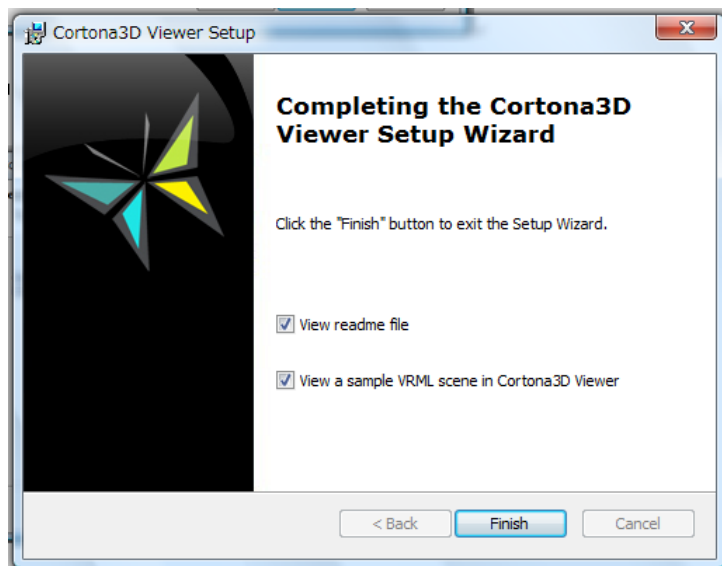 Cortona3D Viewer Setup
Completing the Cortona3D
Viewer Setup Wizard
Click the "Finish" button to exit the Setup Wizard.
View readme file
View a sample VRML scene in Cortona3D Viewer
< Back
Finish
Cancel